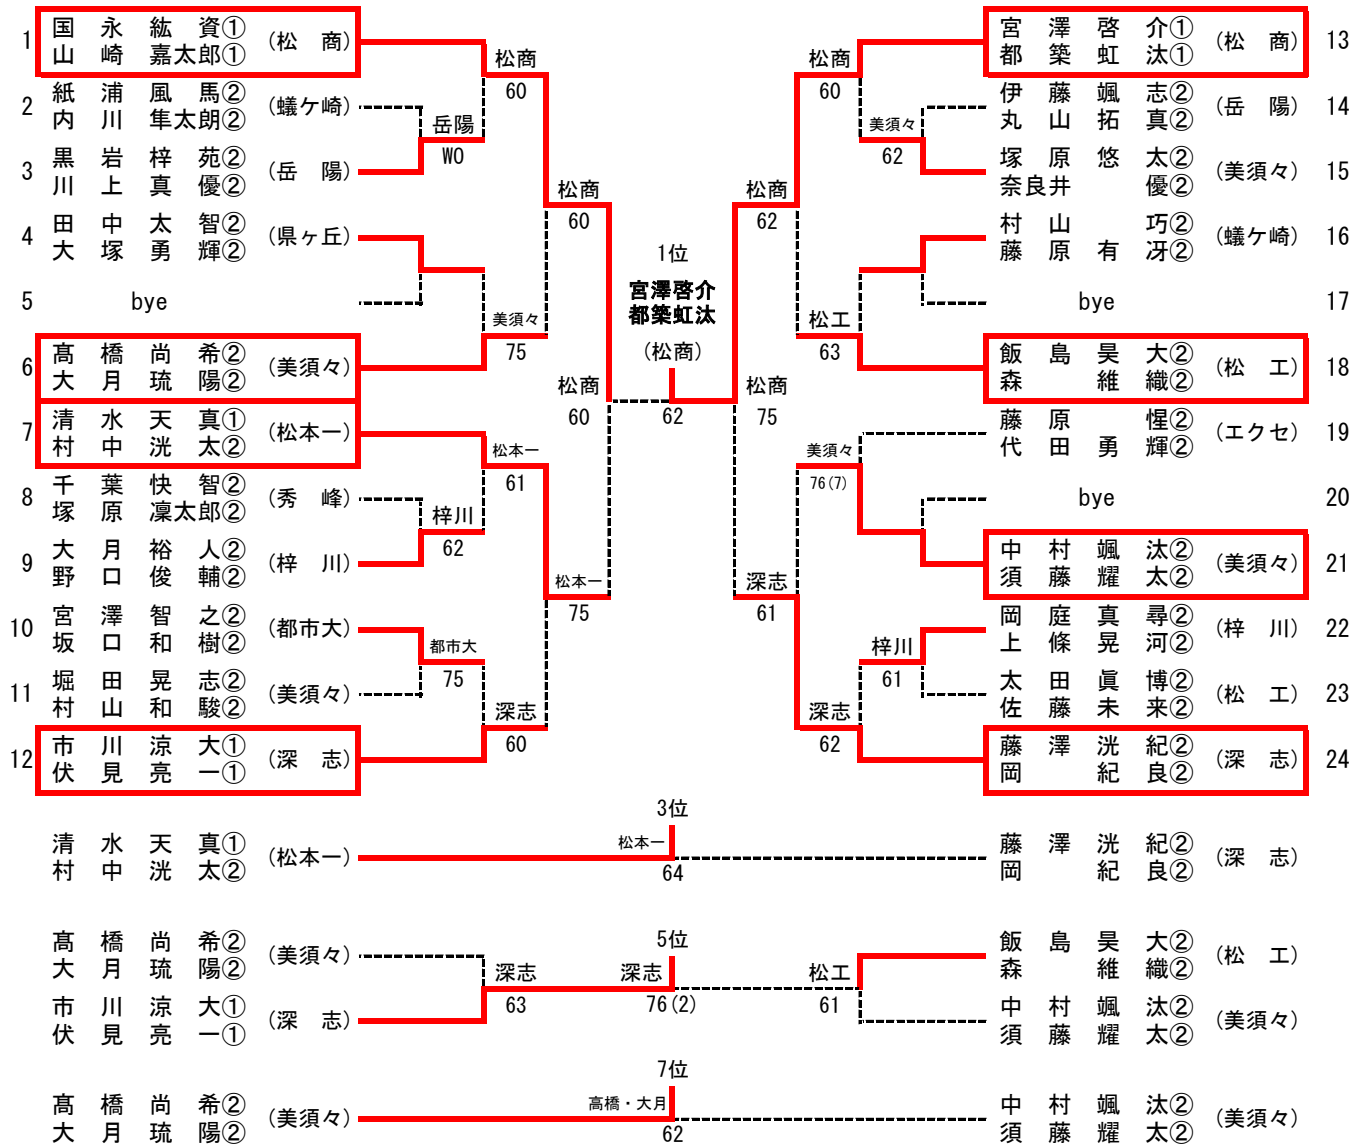 1 国永紘資① (松商)
山崎嘉太郎①
2 紙浦風馬② (蟻ケ崎)
内川隼太朗②
3 黒岩梓苑② (岳陽)
川上真優②
4 田中太智② (県ヶ丘)
大塚勇輝②
5 bye
6 髙橋尚希② (美須々)
大月琉陽②
7 清水天真① (松本一)
村中洸太②
8 千葉快智② (秀峰)
塚原凜太郎②
9 大月裕人② (梓川)
野口俊輔②
10 宮澤智之② (都市大)
坂口和樹②
11 堀田晃志② (美須々)
村山和駿②
12 市川涼大① (深志)
伏見亮一①
岳陽
WO
梓川
62
都市大
75
松商
60
美須々
75
松本一
61
深志
60
松商
60
松本一
75
松商
60
1位
宮澤啓介
都築虹汰
(松商)
62
松商
75
松商
62
深志
61
松商
60
松工
63
美須々
76(7)
深志
62
美須々
62
梓川
61
宮澤啓介① (松商) 13
都築虹汰①
伊藤颯志② (岳陽) 14
丸山拓真②
塚原悠太② (美須々) 15
奈良井優②
村山巧② (蟻ケ崎) 16
藤原有冴②
bye 17
飯島昊大② (松工) 18
森維織②
藤原惺② (エクセ) 19
代田勇輝②
bye 20
中村颯汰② (美須々) 21
須藤耀太②
岡庭真尋② (梓川) 22
上條晃河②
太田眞博② (松工) 23
佐藤未来②
藤澤洸紀② (深志) 24
岡紀良②
3位
清水天真① (松本一)
村中洸太②
松本一
64
藤澤洸紀② (深志)
岡紀良②
5位
髙橋尚希② (美須々)
大月琉陽②
市川涼大① (深志)
伏見亮一①
深志
63
深志
76(2)
松工
61
飯島昊大② (松工)
森維織②
中村颯汰② (美須々)
須藤耀太②
7位
髙橋尚希② (美須々)
大月琉陽②
高橋・大月
62
中村颯汰② (美須々)
須藤耀太②